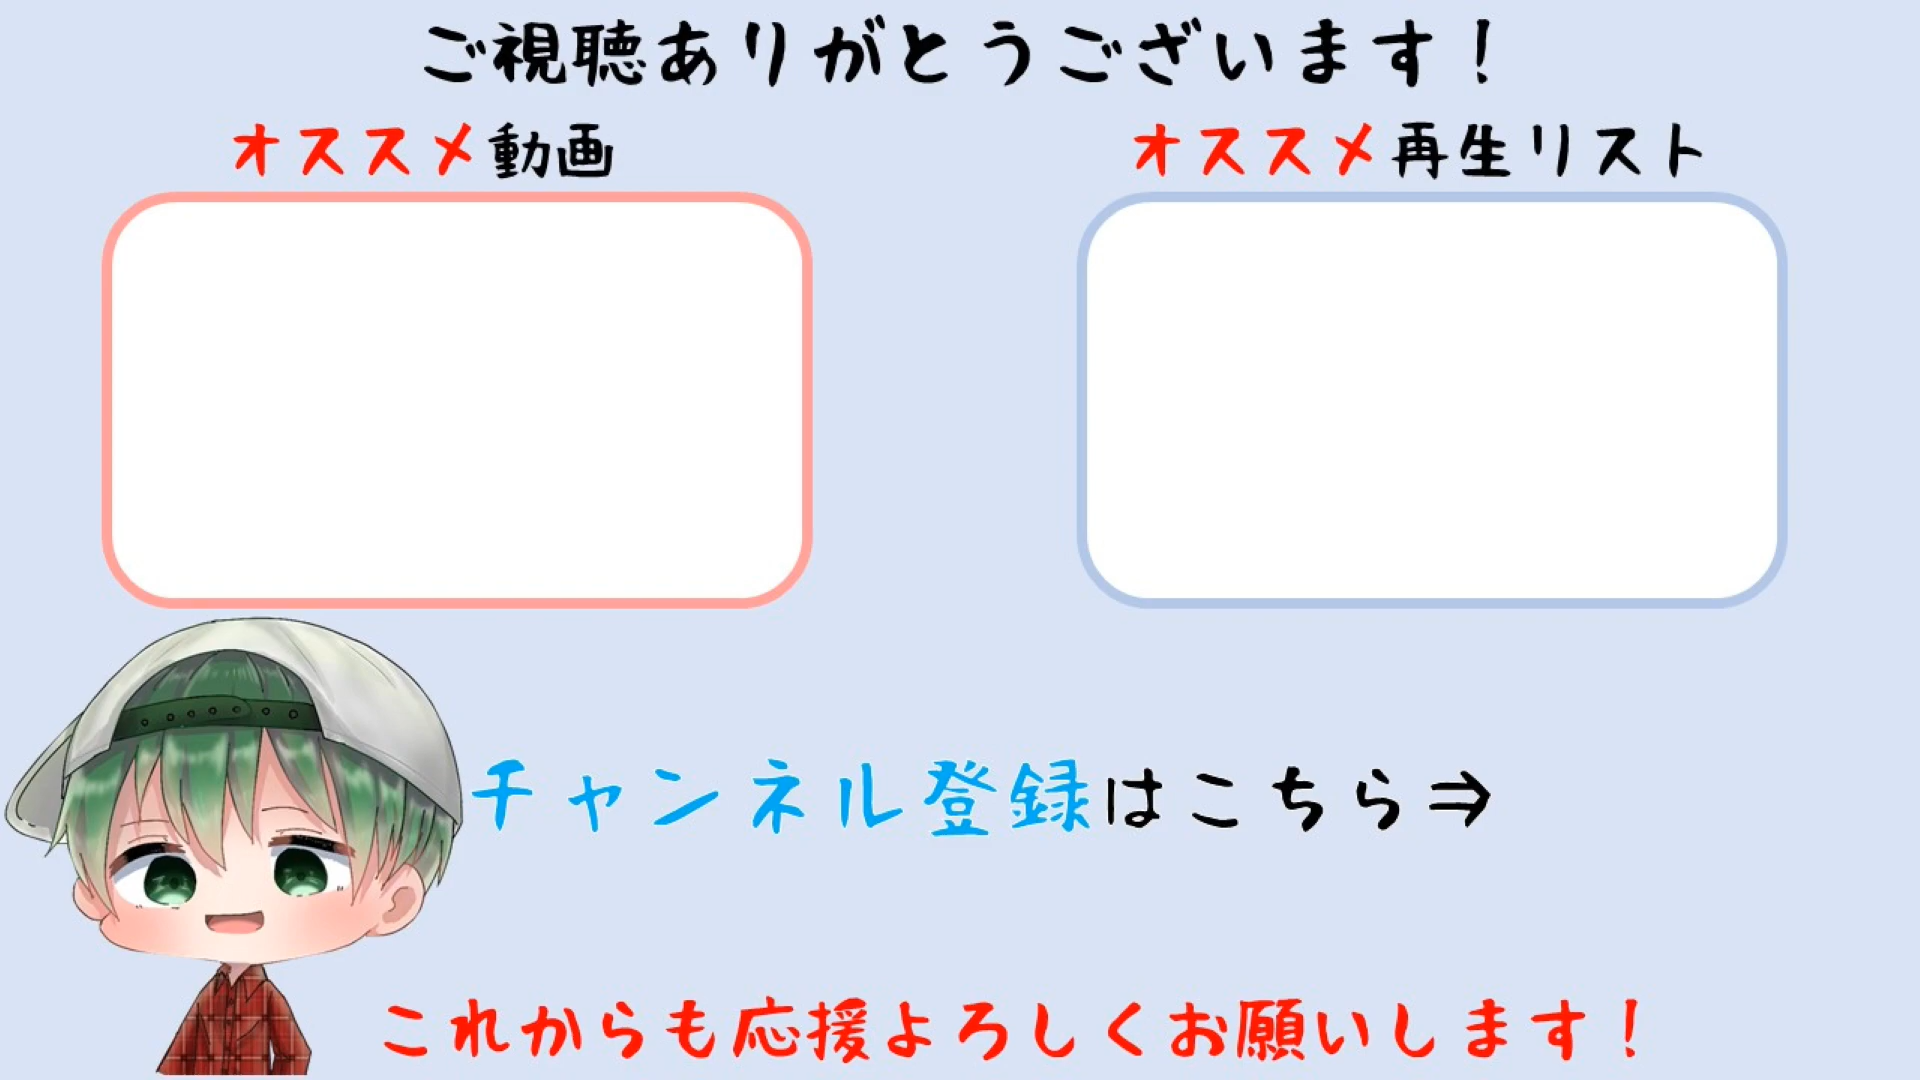 ご視聴ありがとうございます！
オススメ動画
オススメ再生リスト
チャンネル登録はこちら⇒
これからも応援よろしくお願いします！